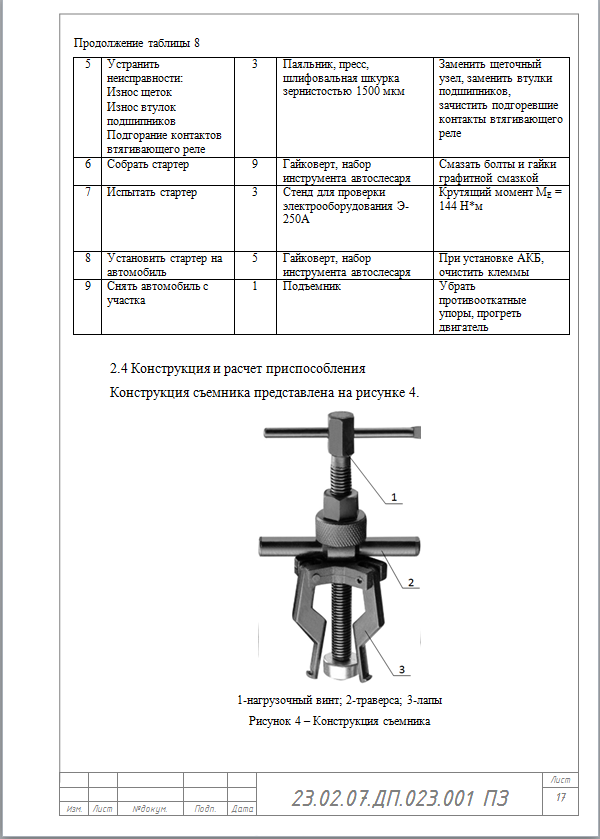 Продолжение таблицы 8
5 Устранить неисправности: Износ щеток Износ втулок подшипников Подгорание контактов втягивающего реле 3 Паяльник, пресс, шлифовальная шкурка зернистостью 1500 мкм Заменить щеточный узел, заменить втулки подшипников, зачистить подгоревшие контакты втягивающего реле
6 Собрать стартер 9 Гайковерт, набор инструмента автослесаря Смазать болты и гайки графитной смазкой
7 Испытать стартер 3 Стенд для проверки электрооборудования Э-250А Крутящий момент МЕ = 144 Н*м
8 Установить стартер на автомобиль 5 Гайковерт, набор инструмента автослесаря При установке АКБ, очистить клеммы
9 Снять автомобиль с участка 1 Подъемник Убрать противооткатные упоры, прогреть двигатель
2.4 Конструкция и расчет приспособления
Конструкция съемника представлена на рисунке 4.
1
2
3
1-нагрузочный винт; 2-траверса; 3-лапы
Рисунок 4 – Конструкция съемника
Изм. Лист №докум. Подп. Дата
23.02.07.ДП.023.001 ПЗ
Лист
17